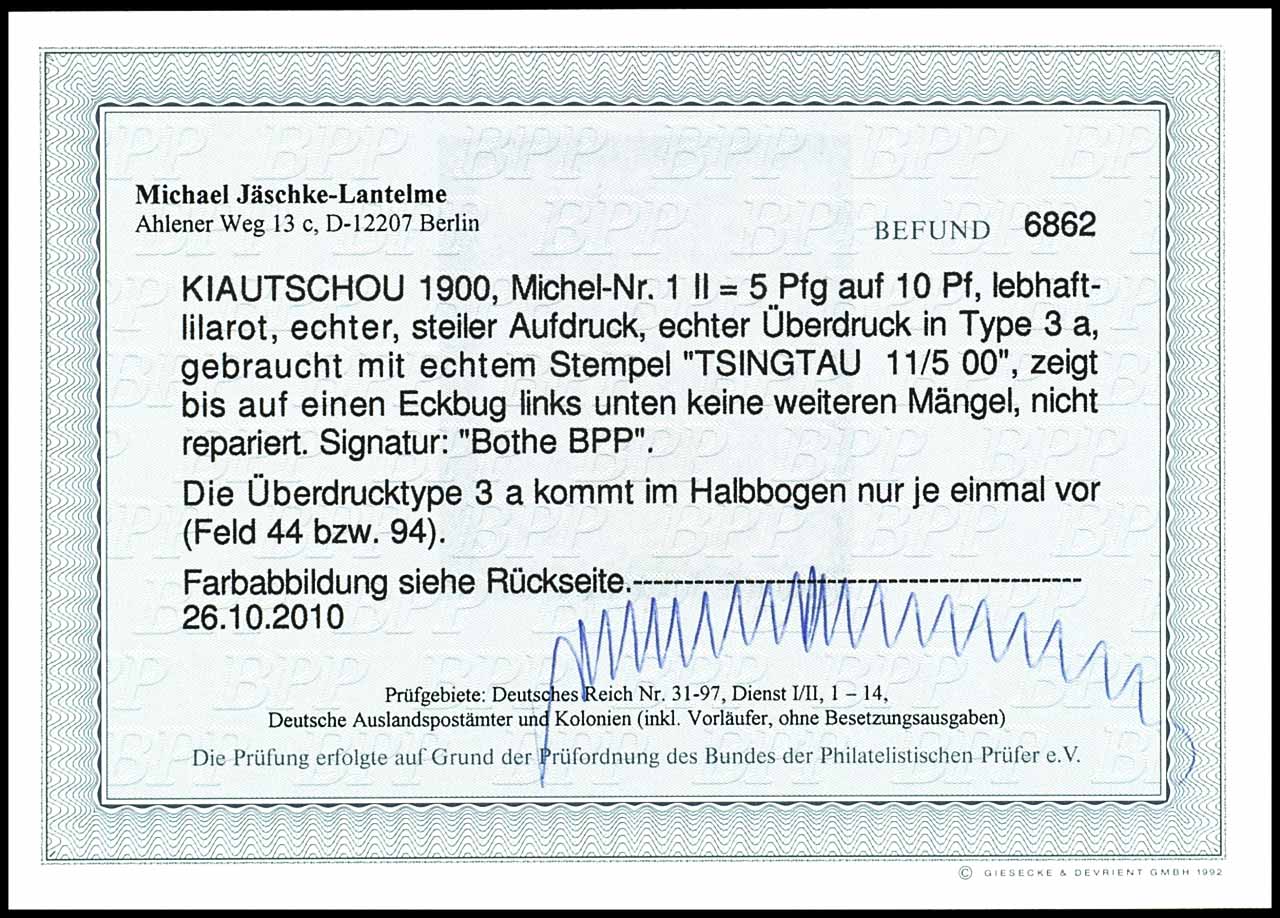 Michael Jäschke-Lantelme
Ahlener Weg 13 c, D-12207 Berlin
BEFUND 6862
KIAUTSCHOU 1900, Michel-Nr. 1 II = 5 Pfg auf 10 Pf, lebhaft-
lilarot, echter, steiler Aufdruck, echter Überdruck in Type 3 a,
gebraucht mit echtem Stempel "TSINGTAU 11/5 00", zeigt
bis auf einen Eckbug links unten keine weiteren Mängel, nicht
repariert. Signatur: "Bothe BPP".
Die Überdrucktype 3 a kommt im Halbbogen nur je einmal vor
(Feld 44 bzw. 94).
Farbabbildung siehe Rückseite.--------------------------------------------
26.10.2010
Prüfgebiete: Deutsches Reich Nr. 31-97, Dienst I/II, 1 – 14,
Deutsche Auslandspostämter und Kolonien (inkl. Vorläufer, ohne Besetzungsausgaben)
Die Prüfung erfolgte auf Grund der Prüfordnung des Bundes der Philatelistischen Prüfer e.V.
© GIESECKE & DEVRIENT GMBH 1992